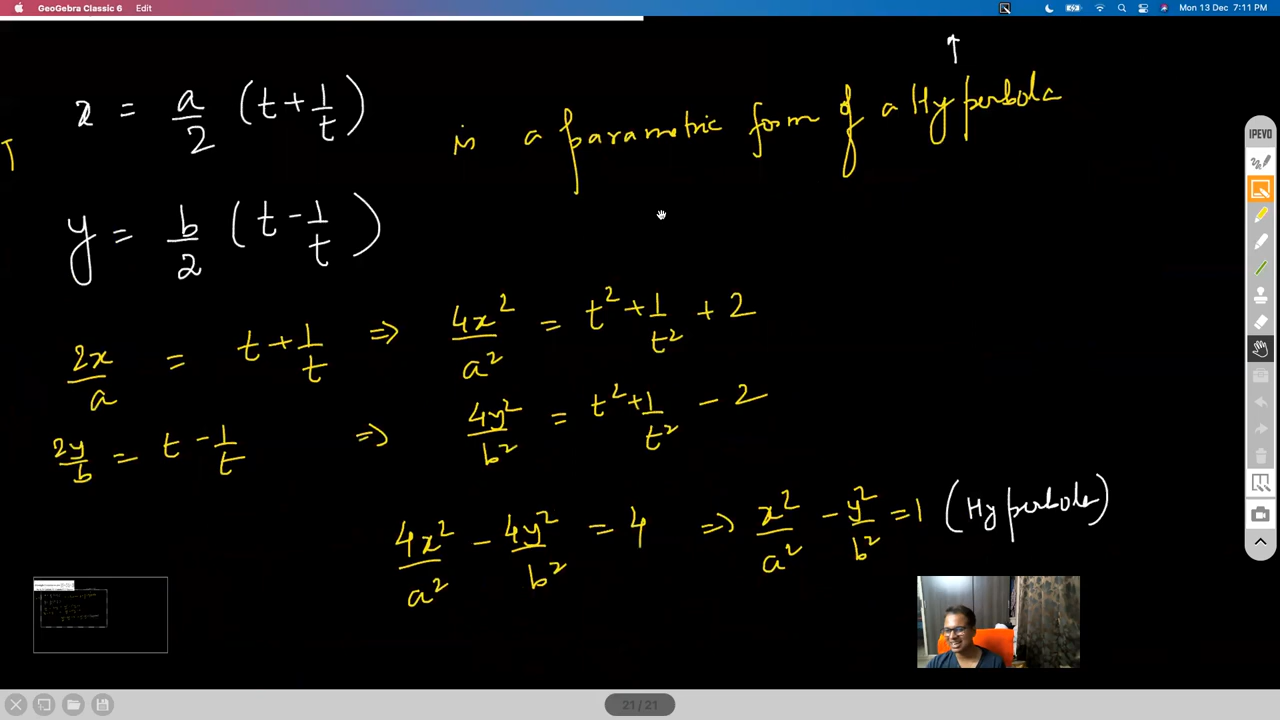 GeoGebra Classic 6 Edit Mon 13 Dec 7:11 PM
x = a/2 (t + 1/t) is a parametric form of a Hyperbola
y = b/2 (t - 1/t)
IPEVO
2x/a = t + 1/t ⇒ 4x²/a² = t² + 1/t² + 2
2y/b = t - 1/t ⇒ 4y²/b² = t² + 1/t² - 2
4x²/a² - 4y²/b² = 4 ⇒ x²/a² - y²/b² = 1 (Hyperbola)
21 / 21